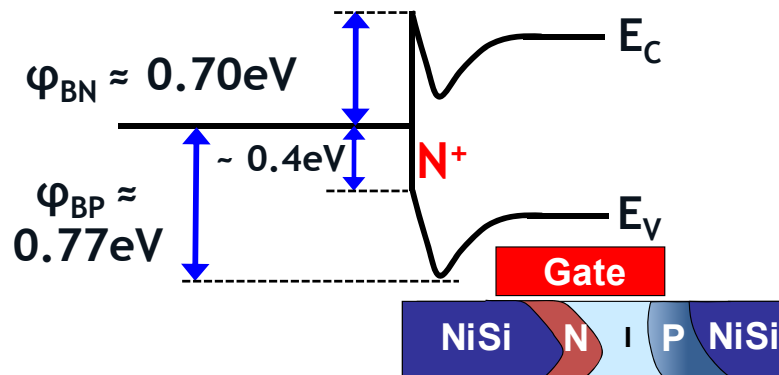 φBN ≈ 0.70eV
EC
~ 0.4eV
N+
φBP ≈
0.77eV
EV
Gate
NiSi N I P NiSi